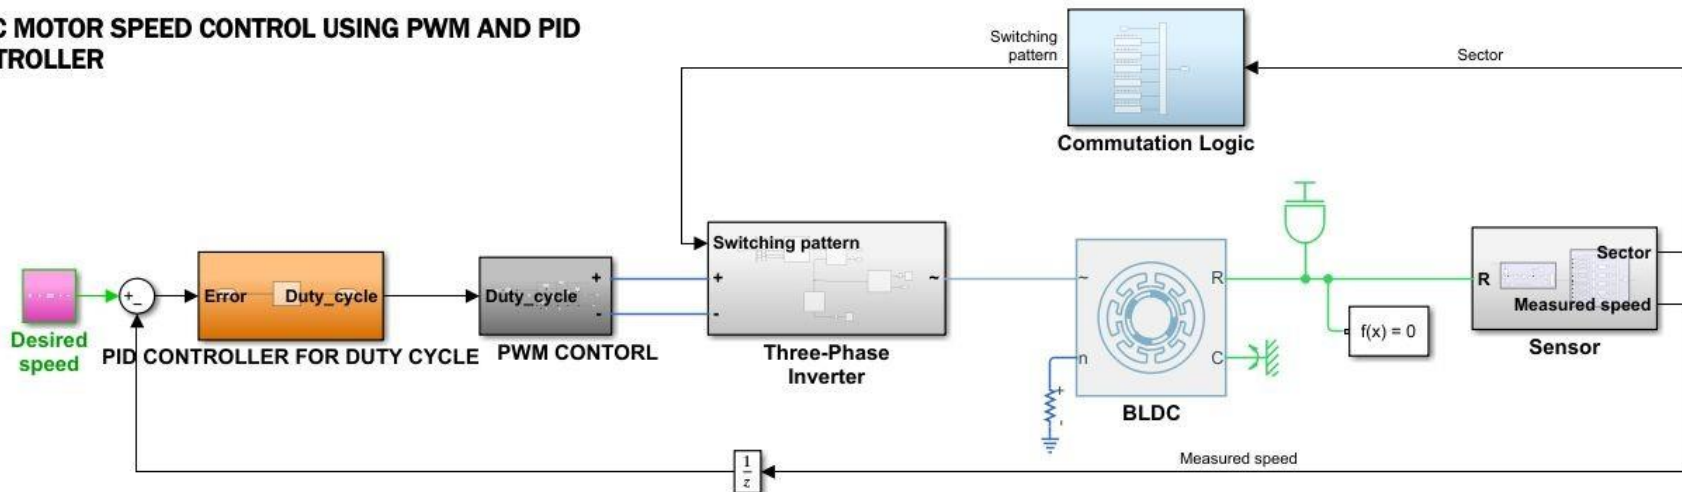 C MOTOR SPEED CONTROL USING PWM AND PID
TROLLER
Switching
pattern
Sector
Commutation Logic
Switching pattern
+
-
~
Desired
speed
+
-
Error
Duty_cycle
PID CONTROLLER FOR DUTY CYCLE
Duty_cycle
+
-
PWM CONTORL
Three-Phase
Inverter
~
n
R
C
+
-
BLDC
f(x) = 0
R
Sector
Measured speed
Sensor
1
z
Measured speed